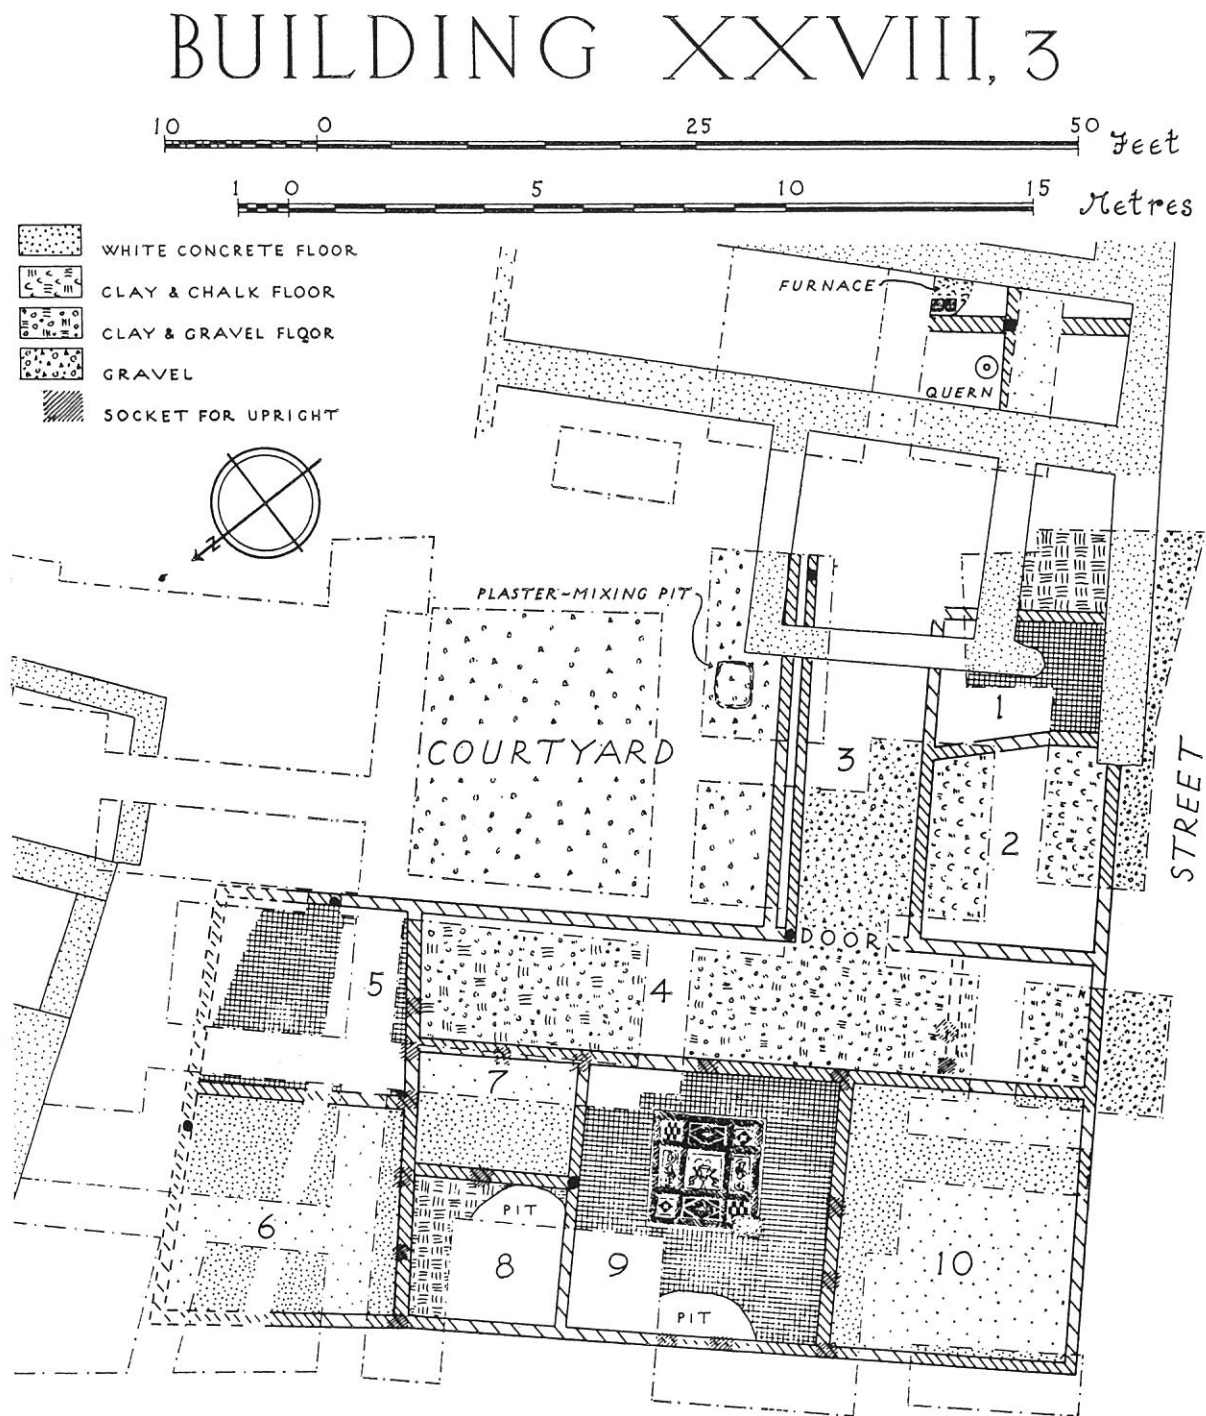 BUILDING XXVIII, 3
10 0 25 50 Feet
1 0 5 10 15 Metres
WHITE CONCRETE FLOOR
CLAY & CHALK FLOOR
CLAY & GRAVEL FLOOR
GRAVEL
SOCKET FOR UPRIGHT
FURNACE
QUERN
N
PLASTER-MIXING PIT
COURTYARD
1
3
2
STREET
DOOR
5
4
7
6
PIT
8
9
10
PIT